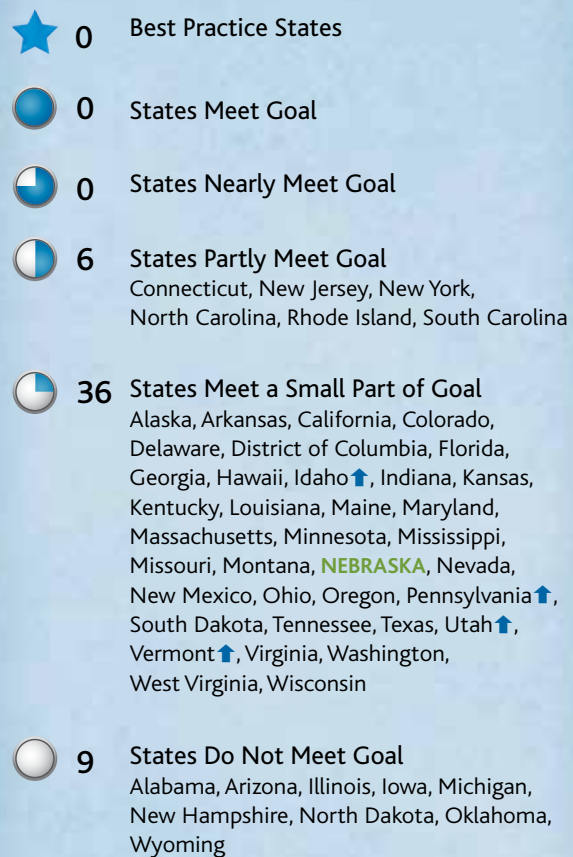 0 Best Practice States
0 States Meet Goal
0 States Nearly Meet Goal
6 States Partly Meet Goal
Connecticut, New Jersey, New York,
North Carolina, Rhode Island, South Carolina
36 States Meet a Small Part of Goal
Alaska, Arkansas, California, Colorado,
Delaware, District of Columbia, Florida,
Georgia, Hawaii, Idaho⬆, Indiana, Kansas,
Kentucky, Louisiana, Maine, Maryland,
Massachusetts, Minnesota, Mississippi,
Missouri, Montana, NEBRASKA, Nevada,
New Mexico, Ohio, Oregon, Pennsylvania⬆,
South Dakota, Tennessee, Texas, Utah⬆,
Vermont⬆, Virginia, Washington,
West Virginia, Wisconsin
9 States Do Not Meet Goal
Alabama, Arizona, Illinois, Iowa, Michigan,
New Hampshire, North Dakota, Oklahoma,
Wyoming